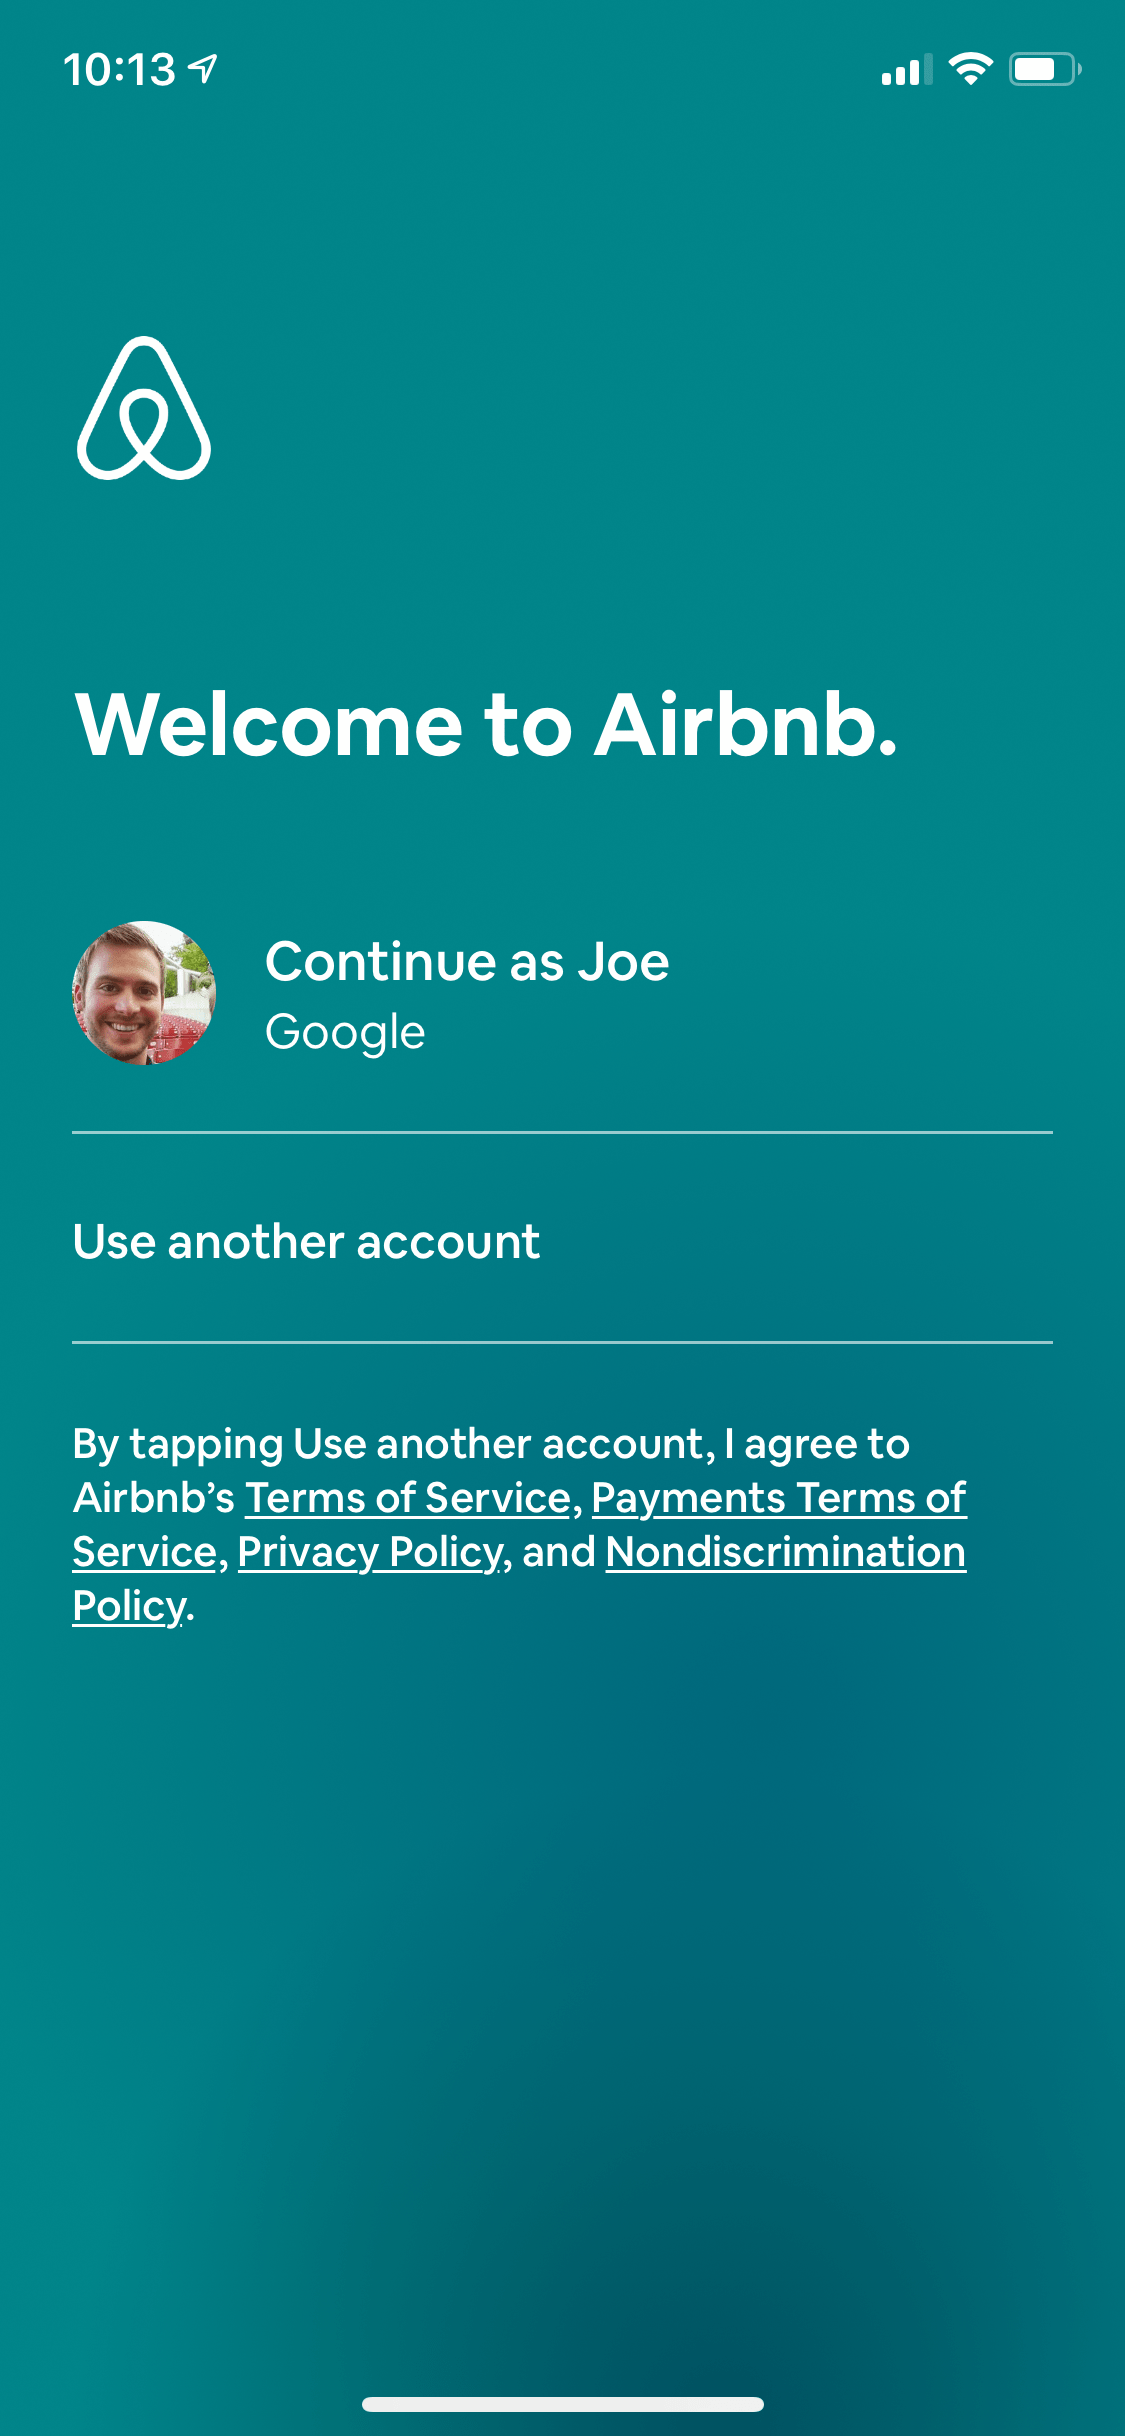 10:13
Welcome to Airbnb.
Continue as Joe
Google
Use another account
By tapping Use another account, I agree to
Airbnb’s Terms of Service, Payments Terms of
Service, Privacy Policy, and Nondiscrimination
Policy.